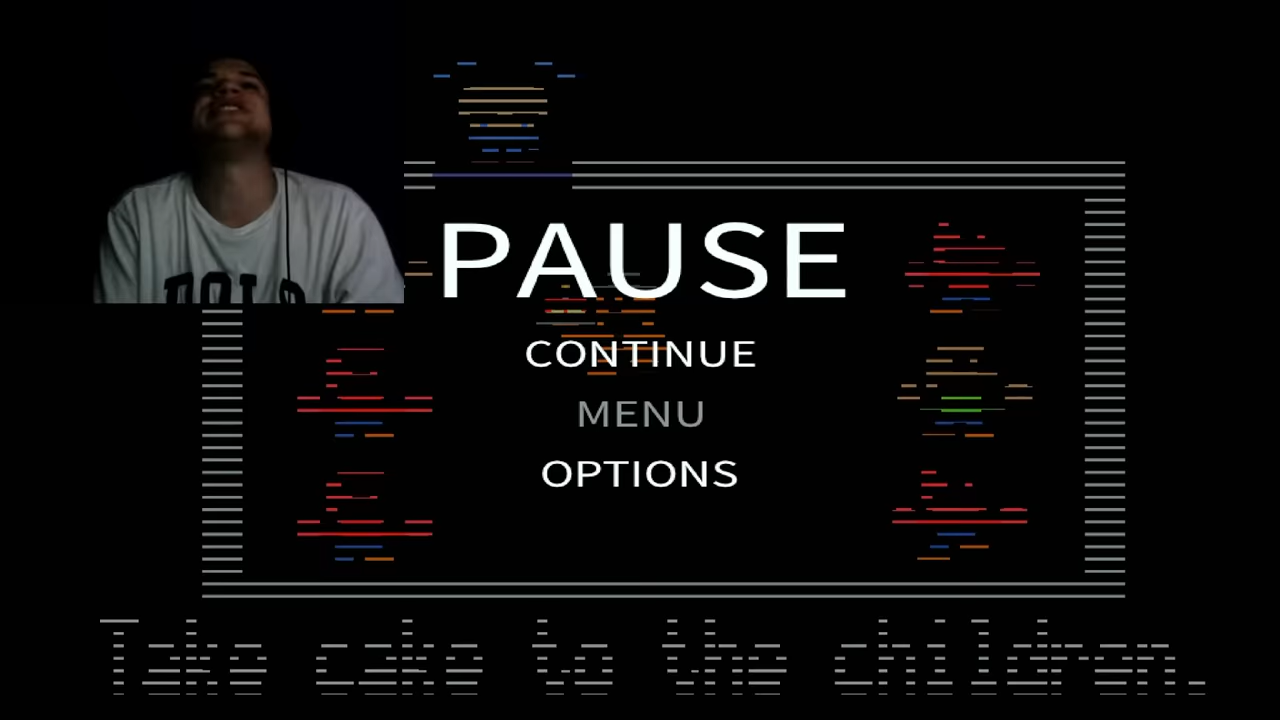 PAUSE
CONTINUE
MENU
OPTIONS
Take cake to the children.